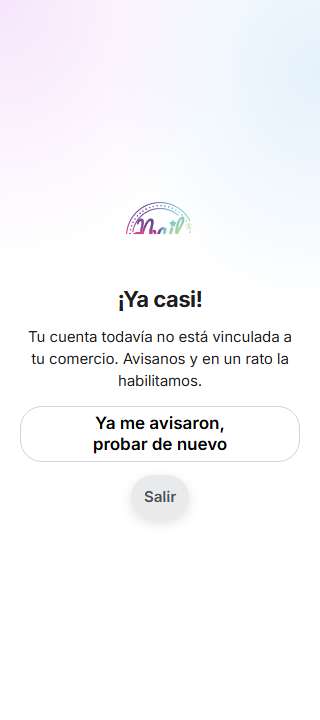 Nail
¡Ya casi!
Tu cuenta todavía no está vinculada a
tu comercio. Avisanos y en un rato la
habilitamos.
Ya me avisaron,
probar de nuevo
Salir